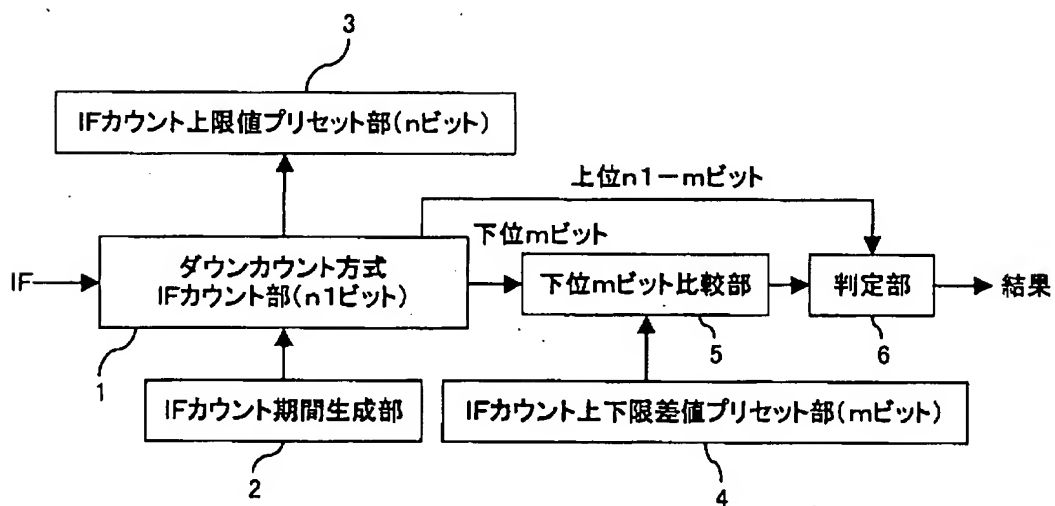 3
IFカウント上限値プリセット部(nビット)
上位n1-mビット
下位mビット
IF
ダウンカウント方式
IFカウント部(n1ビット)
下位mビット比較部
判定部
結果
1
5
6
IFカウント期間生成部
IFカウント上下限差値プリセット部(mビット)
2
4